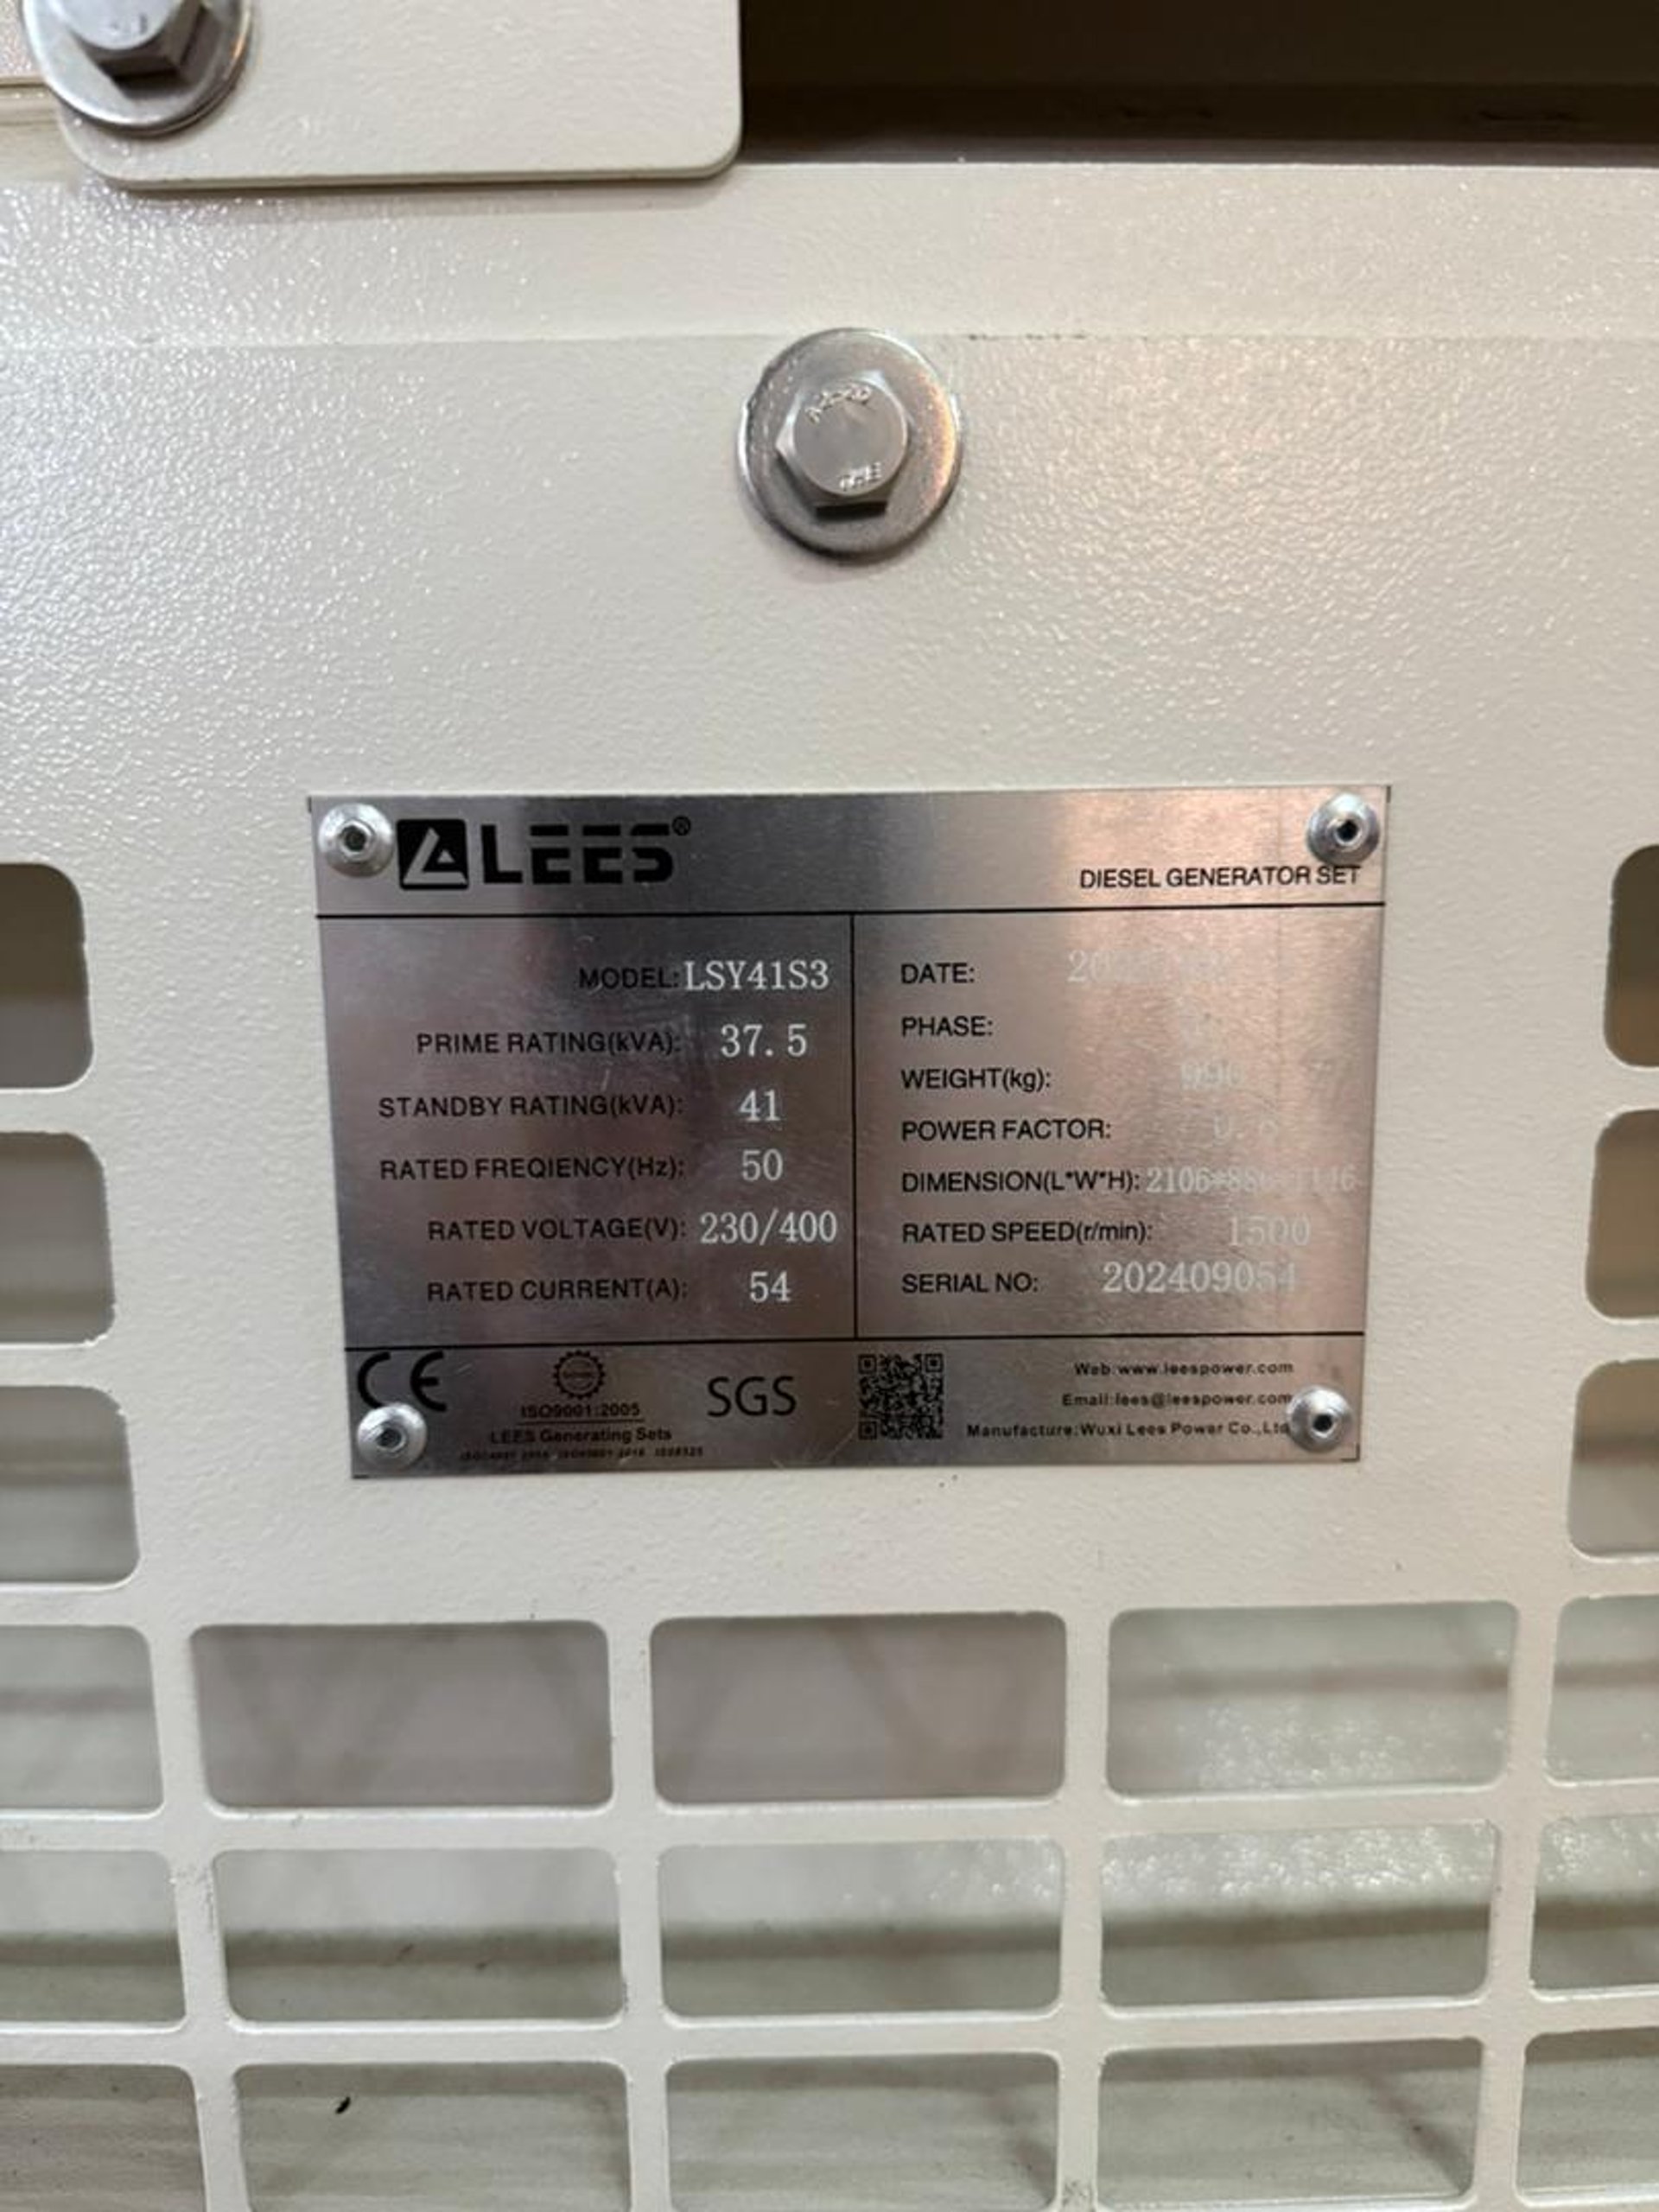 LEES®
DIESEL GENERATOR SET
MODEL: LSY41S3
PRIME RATING(kVA): 37.5
STANDBY RATING(kVA): 41
RATED FREQIENCY(Hz): 50
RATED VOLTAGE(V): 230/400
RATED CURRENT(A): 54
DATE:
PHASE:
WEIGHT(kg):
POWER FACTOR:
DIMENSION(L*W*H):
RATED SPEED(r/min): 1500
SERIAL NO: 202409054
CE
ISO9001:2005
LEES Generating Sets
SGS
Web:www.leespower.com
Email:lees@leespower.com
Manufacture:Wuxi Lees Power Co.,Ltd